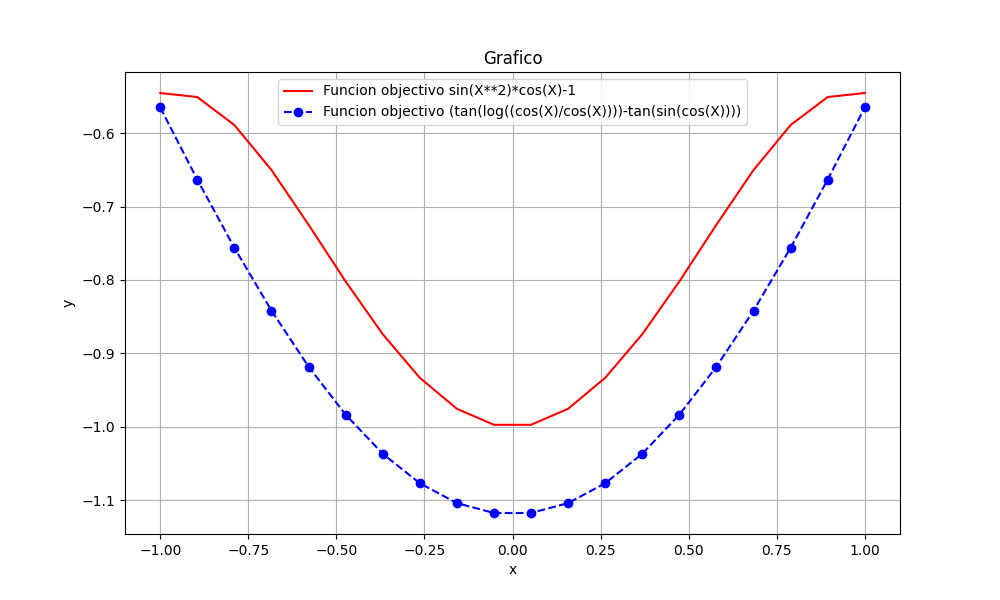 Grafico
Funcion objectivo sin(X**2)*cos(X)-1
Funcion objectivo (tan(log((cos(X)/cos(X))))-tan(sin(cos(X))))
y
−0.6
−0.7
−0.8
−0.9
−1.0
−1.1
−1.00 −0.75 −0.50 −0.25 0.00 0.25 0.50 0.75 1.00
x